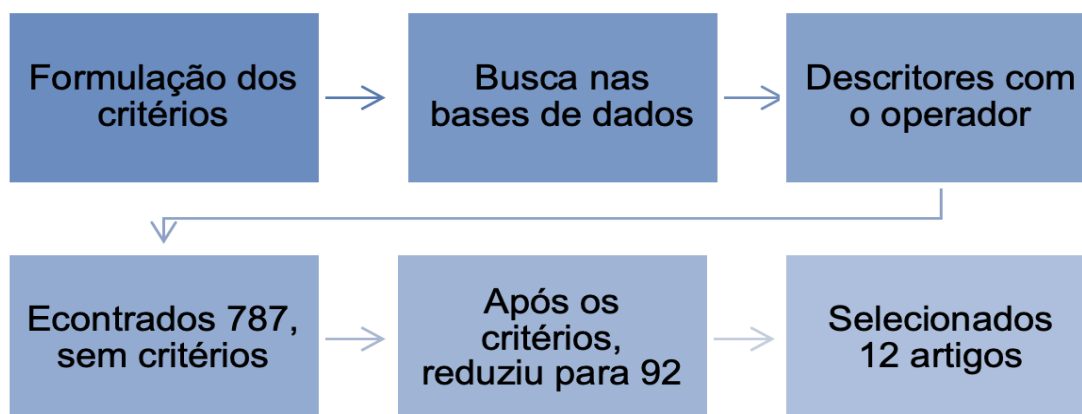 Formulação dos
critérios
Busca nas
bases de dados
Descritores com
o operador
Econtrados 787,
sem critérios
Após os
critérios,
reduziu para 92
Selecionados
12 artigos